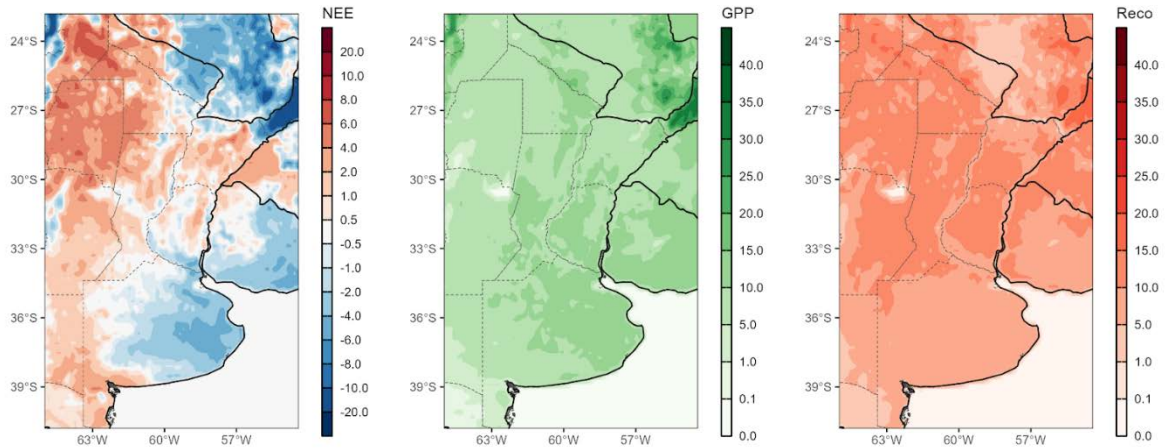 NEE
GPP
Reco
24°S
27°S
30°S
33°S
36°S
39°S
63°W
60°W
57°W
20.0
10.0
8.0
6.0
4.0
2.0
1.0
0.5
-0.5
-1.0
-2.0
-4.0
-6.0
-8.0
-10.0
-20.0
24°S
27°S
30°S
33°S
36°S
39°S
63°W
60°W
57°W
40.0
35.0
30.0
25.0
20.0
15.0
10.0
5.0
1.0
0.1
0.0
24°S
27°S
30°S
33°S
36°S
39°S
63°W
60°W
57°W
40.0
35.0
30.0
25.0
20.0
15.0
10.0
5.0
1.0
0.1
0.0